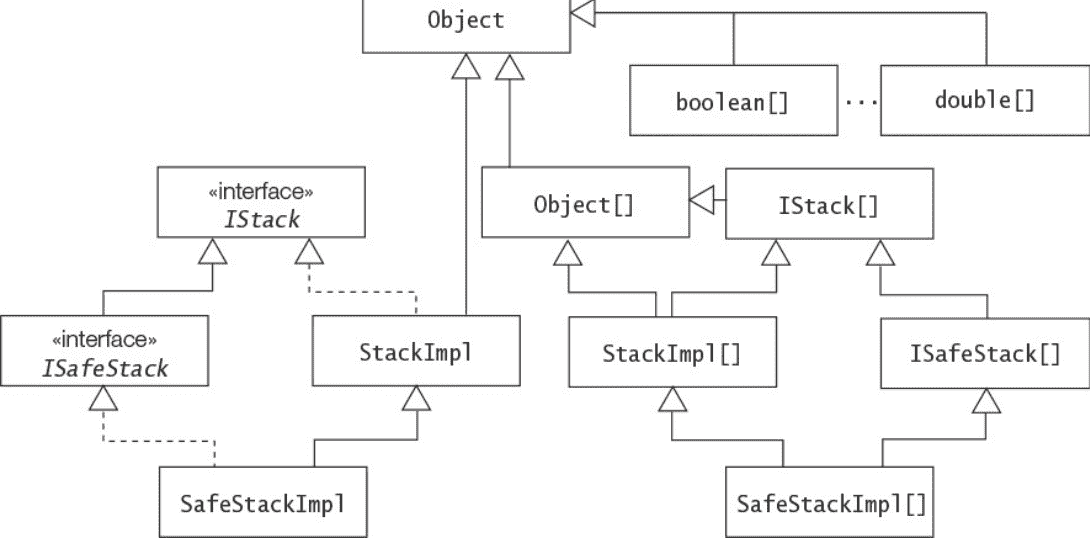 Object
boolean[]
...
double[]
«interface»
IStack
Object[]
IStack[]
«interface»
ISafeStack
StackImpl
StackImpl[]
ISafeStack[]
SafeStackImpl
SafeStackImpl[]